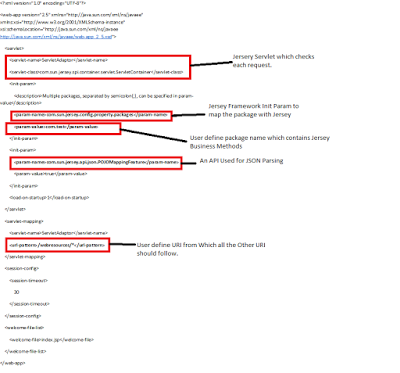 <?xml version="1.0" encoding="UTF-8"?>
<web-app version="2.5" xmlns="http://java.sun.com/xml/ns/javaee"
xmlns:xsi="http://www.w3.org/2001/XMLSchema-instance"
xsi:schemaLocation="http://java.sun.com/xml/ns/javaee
http://java.sun.com/xml/ns/javaee/web-app_2_5.xsd">
<servlet>
<servlet-name>ServletAdaptor</servlet-name>
<servlet-class>com.sun.jersey.spi.container.servlet.ServletContainer</servlet-class>
Jersery Servlet which checks
each request.
<init-param>
<description>Multiple packages, separated by semicolon(;), can be specified in param-
value</description>
<param-name>com.sun.jersey.config.property.packages</param-name>
Jersey Framework Init Param to
map the package with Jersey
<param-value>com.
</param-value>
User define package name which contains Jersey
Business Methods
</init-param>
<init-param>
<param-name>com.sun.jersey.api.json.POJOMappingFeature</param-name>
An API Used for JSON Parsing
<param-value>true</param-value>
</init-param>
<load-on-startup>1</load-on-startup>
</servlet>
<servlet-mapping>
<servlet-name>ServletAdaptor</servlet-name>
<url-pattern>/webresources/*</url-pattern>
User define URI from Which all the Other URI
should follow.
</servlet-mapping>
<session-config>
<session-timeout>
30
</session-timeout>
</session-config>
<welcome-file-list>
<welcome-file>index.jsp</welcome-file>
</welcome-file-list>
</web-app>